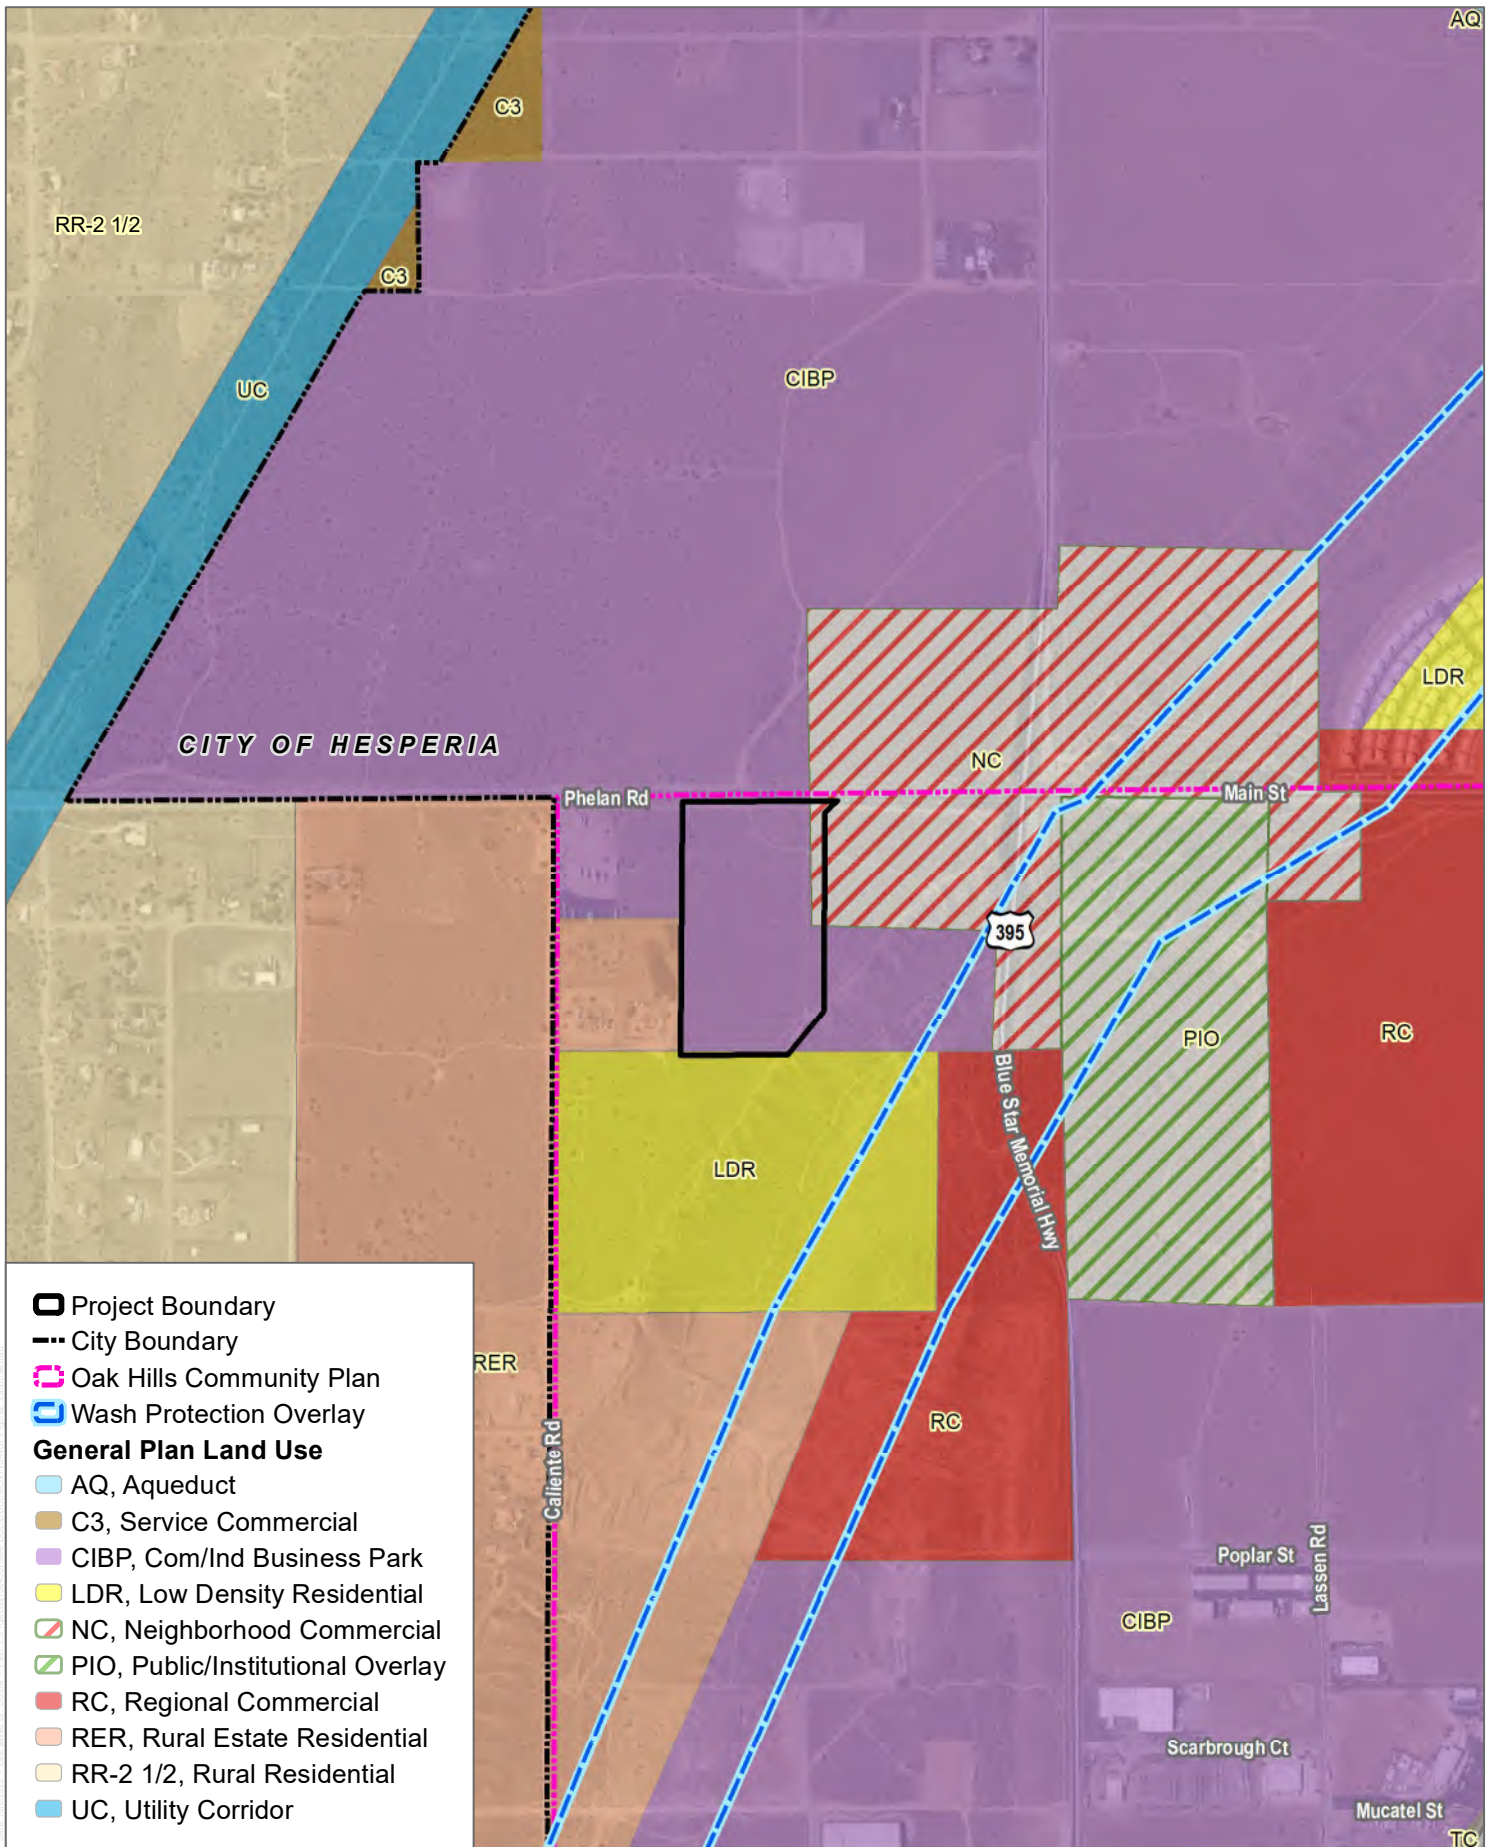 AQ
C3
RR-2 1/2
C3
CIBP
UC
LDR
CITY OF HESPERIA
NC
Phelan Rd
Main St
395
PIO
RC
Blue Star Memorial Hwy
LDR
RER
RC
Caliente Rd
Poplar St
Lassen Rd
CIBP
Scarbrough Ct
Mucatel St
TC
Project Boundary
City Boundary
Oak Hills Community Plan
Wash Protection Overlay
General Plan Land Use
AQ, Aqueduct
C3, Service Commercial
CIBP, Com/Ind Business Park
LDR, Low Density Residential
NC, Neighborhood Commercial
PIO, Public/Institutional Overlay
RC, Regional Commercial
RER, Rural Estate Residential
RR-2 1/2, Rural Residential
UC, Utility Corridor